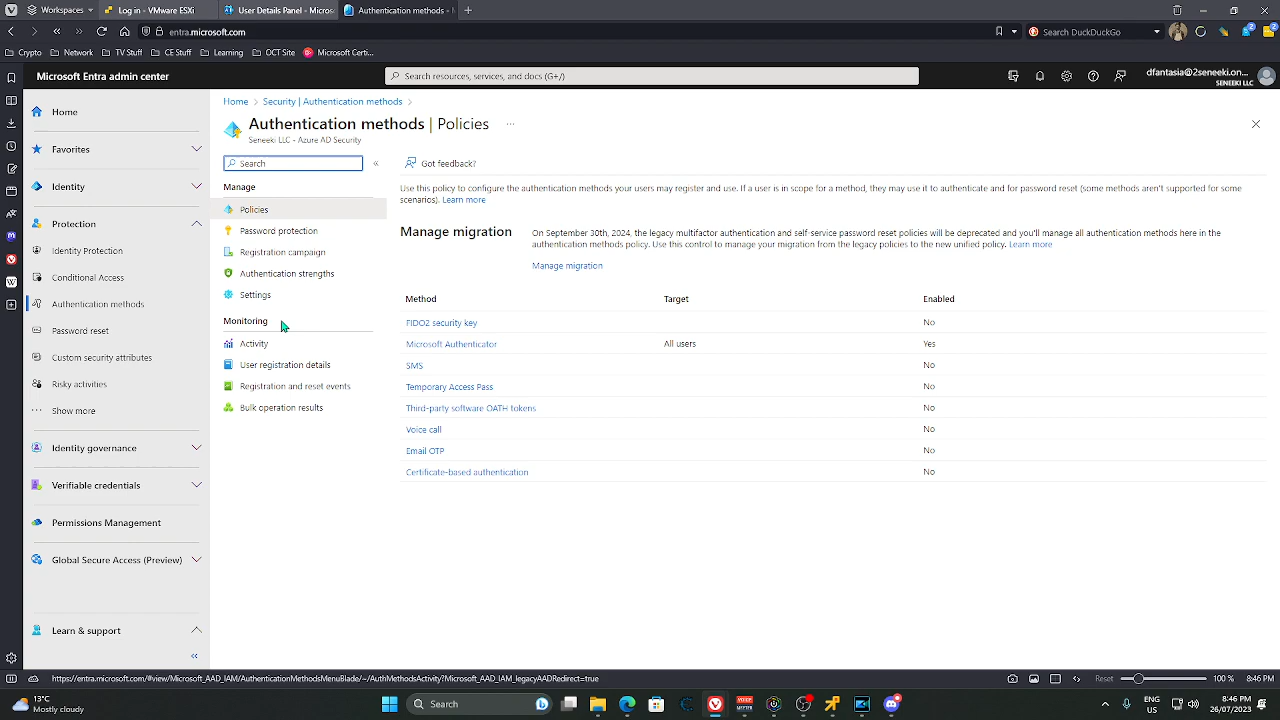 Workspaces
Log in - VMware ESXi
User Details Panel - Micros
Authentication methods -
entra.microsoft.com
Search DuckDuckGo
2
2
Crypto
Network
TV Stuff
CE Stuff
Learning
OCT Site
Microsoft Certi...
Microsoft Entra admin center
Search resources, services, and docs (G+/)
dfantasia@2seneeki.on...
SENEEKI LLC
Home
Favorites
Identity
Protection
Identity Protection
Conditional Access
Authentication methods
Password reset
Custom security attributes
Risky activities
Show more
Identity governance
Verifiable credentials
Permissions Management
Global Secure Access (Preview)
Learn & support
Home > Security | Authentication methods >
Authentication methods | Policies ...
Seneeki LLC - Azure AD Security
Search
Manage
Policies
Password protection
Registration campaign
Authentication strengths
Settings
Monitoring
Activity
User registration details
Registration and reset events
Bulk operation results
Got feedback?
Use this policy to configure the authentication methods your users may register and use. If a user is in scope for a method, they may use it to authenticate and for password reset (some methods aren't supported for some
scenarios). Learn more
Manage migration
On September 30th, 2024, the legacy multifactor authentication and self-service password reset policies will be deprecated and you'll manage all authentication methods here in the
authentication methods policy. Use this control to manage your migration from the legacy policies to the new unified policy. Learn more
Manage migration
Method Target Enabled
FIDO2 security key No
Microsoft Authenticator All users Yes
SMS No
Temporary Access Pass No
Third-party software OATH tokens No
Voice call No
Email OTP No
Certificate-based authentication No
https://entra.microsoft.com/#view/Microsoft_AAD_IAM/AuthenticationMethodsMenuBlade/~/AuthMethodsActivity?Microsoft_AAD_IAM_legacyAADRedirect=true
Reset
100 %
8:46 PM
13°C
Mostly cloudy
Search
ENG
US
8:46 PM
26/07/2023